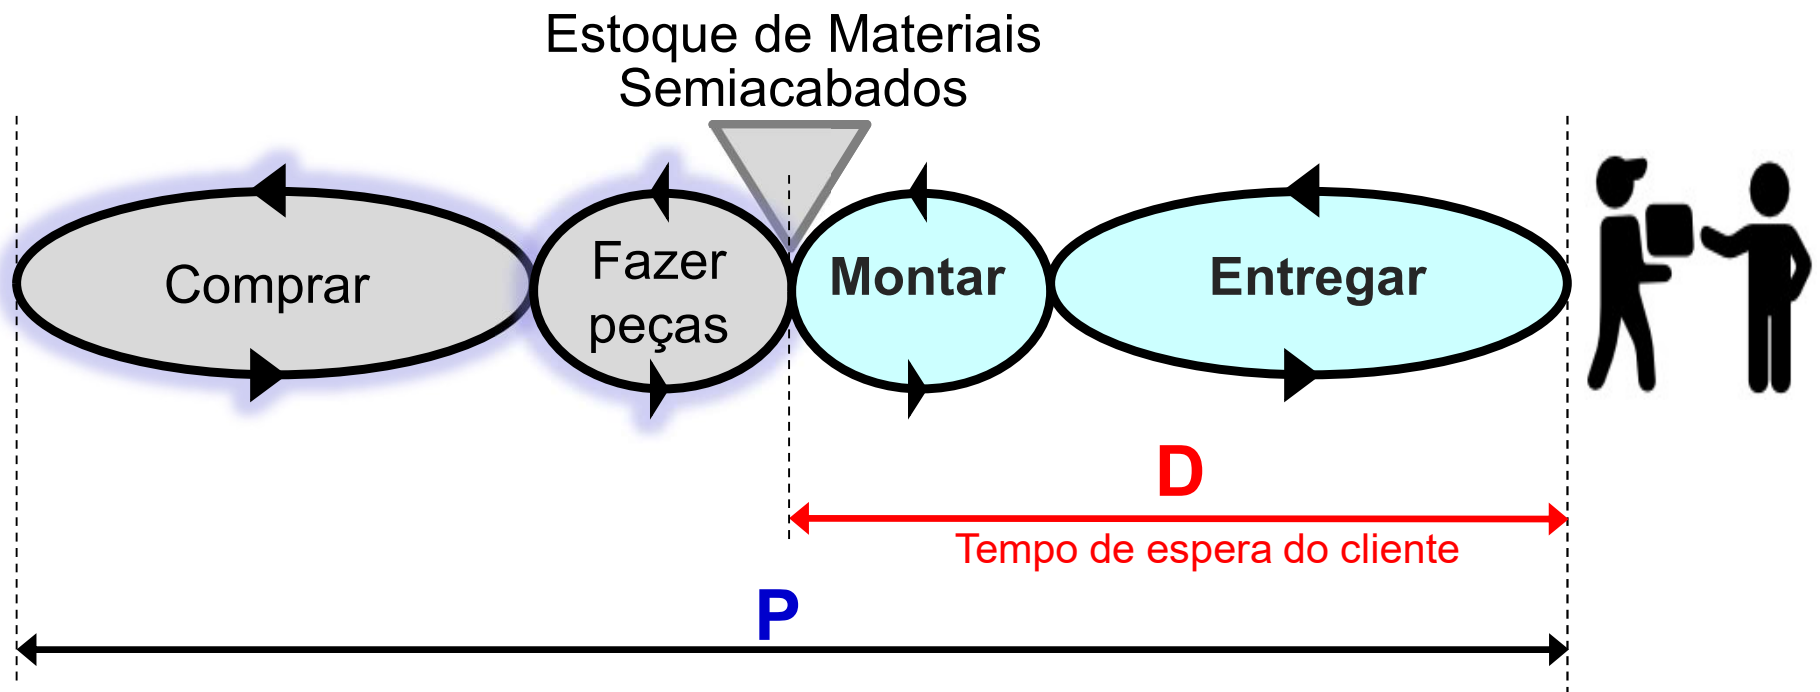 Estoque de Materiais
Semiacabados
Comprar
Fazer
peças
Montar
Entregar
D
Tempo de espera do cliente
P